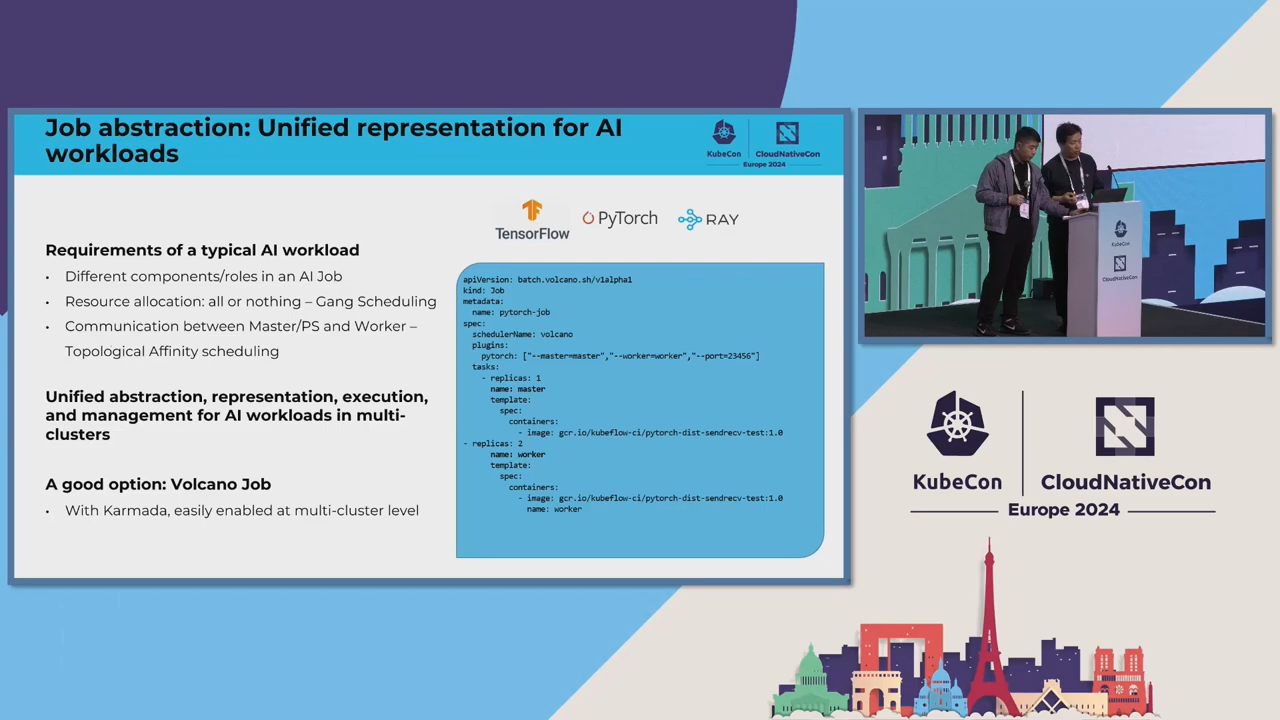 Job abstraction: Unified representation for AI
workloads
KubeCon
CloudNativeCon
Europe 2024
TensorFlow
PyTorch
RAY
Requirements of a typical AI workload
• Different components/roles in an AI Job
• Resource allocation: all or nothing – Gang Scheduling
• Communication between Master/PS and Worker –
Topological Affinity scheduling
Unified abstraction, representation, execution,
and management for AI workloads in multi-
clusters
A good option: Volcano Job
• With Karmada, easily enabled at multi-cluster level
apiVersion: batch.volcano.sh/v1alpha1
kind: Job
metadata:
name: pytorch-job
spec:
schedulerName: volcano
plugins:
pytorch: ["--master=master","--worker=worker","--port=23456"]
tasks:
- replicas: 1
name: master
template:
spec:
containers:
- image: gcr.io/kubeflow-ci/pytorch-dist-sendrecv-test:1.0
- replicas: 2
name: worker
template:
spec:
containers:
- image: gcr.io/kubeflow-ci/pytorch-dist-sendrecv-test:1.0
name: worker
KubeCon
CloudNativeCon
KubeCon
CloudNativeCon
Europe 2024